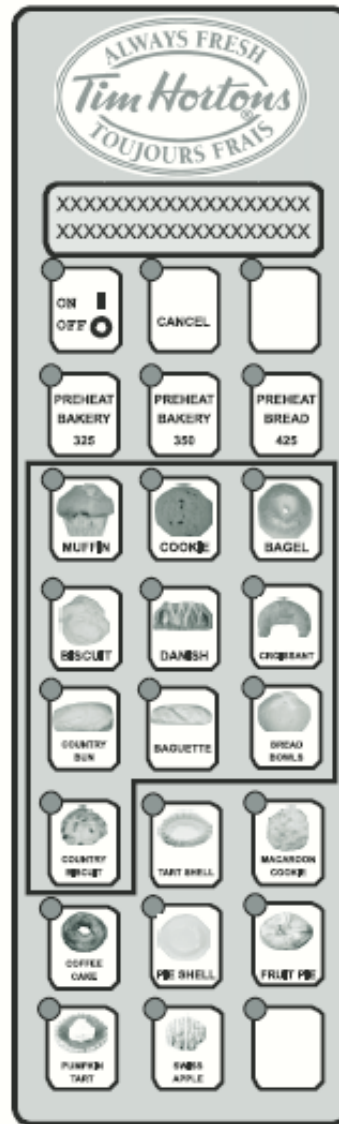 ALWAYS FRESH
Tim Hortons
®
TOUJOURS FRAIS
XXXXXXXXXXXXXXXXXXXX
XXXXXXXXXXXXXXXXXXXX
ON
OFF
CANCEL
PREHEAT
BAKERY
325
PREHEAT
BAKERY
350
PREHEAT
BREAD
425
MUFFIN
COOKIE
BAGEL
BISCUIT
DANISH
CROISSANT
COUNTRY
BUN
BAGUETTE
BREAD
BOWLS
COUNTRY
BISCUIT
TART SHELL
MACAROON
COOKIE
COFFEE
CAKE
PIE SHELL
FRUIT PIE
PUMPKIN
TART
SWISS
APPLE